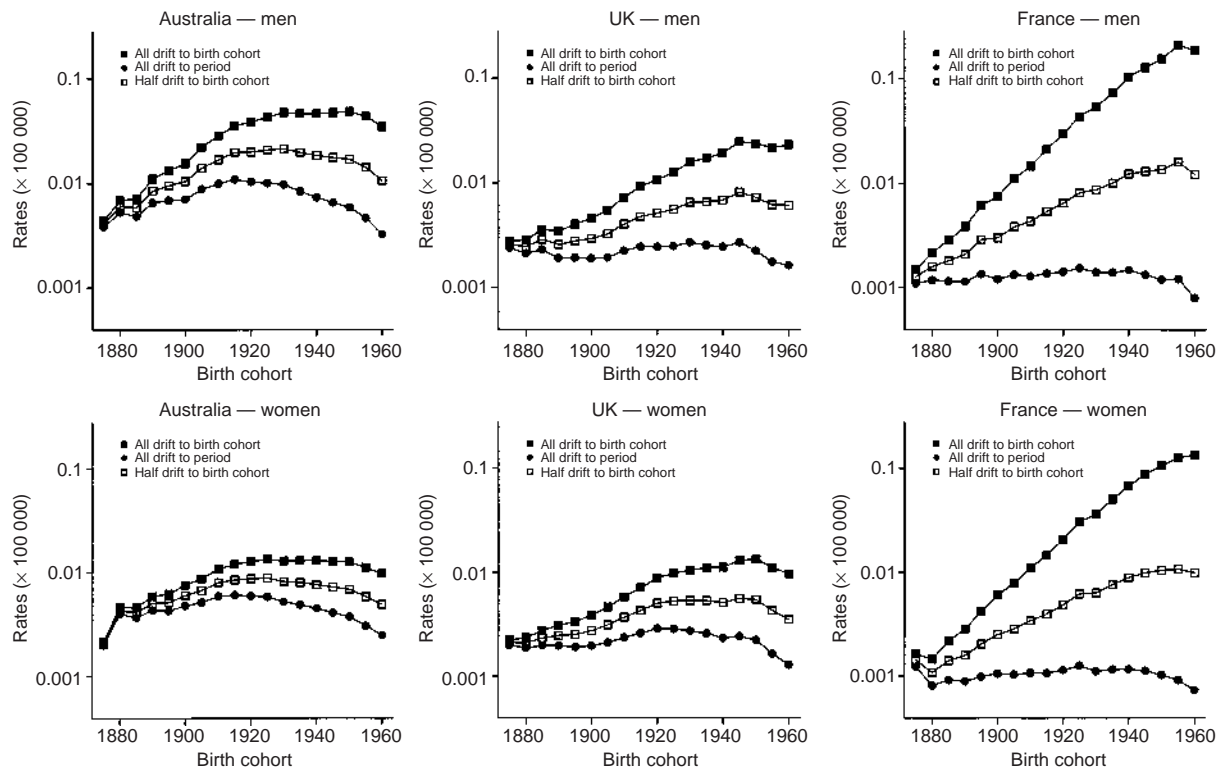 Australia — men
All drift to birth cohort
All drift to period
Half drift to birth cohort
0.1
0.01
0.001
Rates (× 100 000)
1880 1900 1920 1940 1960
Birth cohort
UK — men
All drift to birth cohort
All drift to period
Half drift to birth cohort
0.1
0.01
0.001
Rates (× 100 000)
1880 1900 1920 1940 1960
Birth cohort
France — men
All drift to birth cohort
All drift to period
Half drift to birth cohort
0.1
0.01
0.001
Rates (× 100 000)
1880 1900 1920 1940 1960
Birth cohort
Australia — women
All drift to birth cohort
All drift to period
Half drift to birth cohort
0.1
0.01
0.001
Rates (× 100 000)
1880 1900 1920 1940 1960
Birth cohort
UK — women
All drift to birth cohort
All drift to period
Half drift to birth cohort
0.1
0.01
0.001
Rates (× 100 000)
1880 1900 1920 1940 1960
Birth cohort
France — women
All drift to birth cohort
All drift to period
Half drift to birth cohort
0.1
0.01
0.001
Rates (× 100 000)
1880 1900 1920 1940 1960
Birth cohort